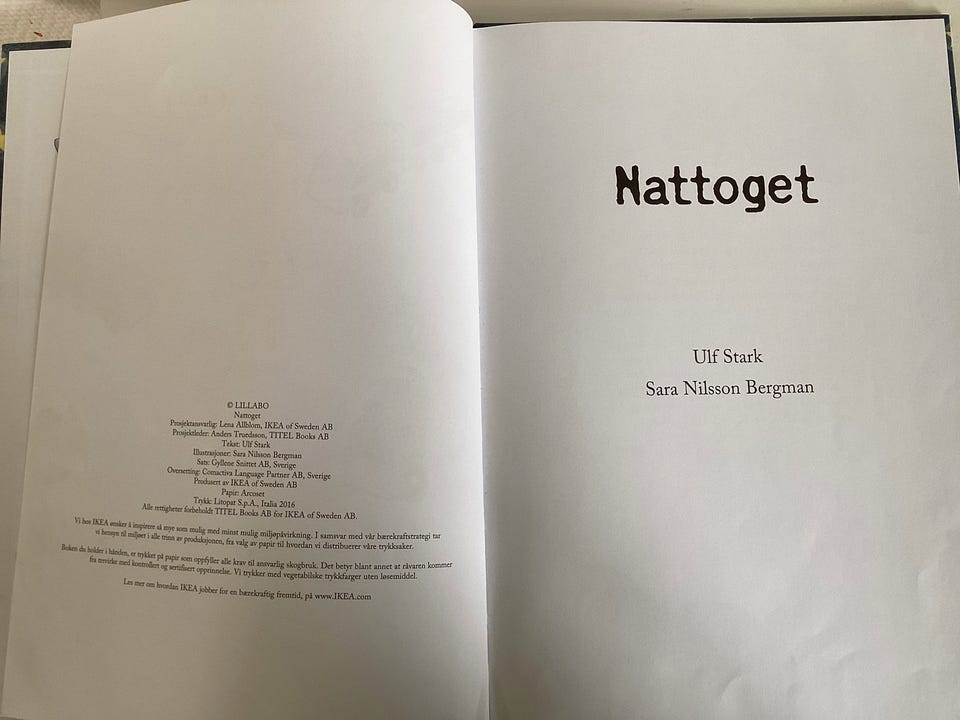 © LILLABO
Nattoget
Prosjektansvarlig: Lena Allblom, IKEA of Sweden AB
Prosjektleder: Anders Truedsson, TITEL Books AB
Tekst: Ulf Stark
Illustrasjoner: Sara Nilsson Bergman
Sats: Gyllene Snittet AB, Sverige
Oversetting: Comactiva Language Partner AB, Sverige
Produsert av IKEA of Sweden AB
Papir: Arcoset
Trykk: Litopat S.p.A., Italia 2016
Alle rettigheter forbeholdt TITEL Books AB for IKEA of Sweden AB.
Vi hos IKEA ønsker å inspirere så mye som mulig med minst mulig miljøpåvirkning. I samsvar med vår bærekraftstrategi tar
vi hensyn til miljøet i alle trinn av produksjonen, fra valg av papir til hvordan vi distribuerer våre trykksaker.
Boken du holder i hånden, er trykket på papir som oppfyller alle krav til ansvarlig skogbruk. Det betyr blant annet at råvaren kommer
fra trevirke med kontrollert og sertifisert opprinnelse. Vi trykker med vegetabilske trykkfarger uten løsemiddel.
Les mer om hvordan IKEA jobber for en bærekraftig fremtid, på www.IKEA.com
Nattoget
Ulf Stark
Sara Nilsson Bergman